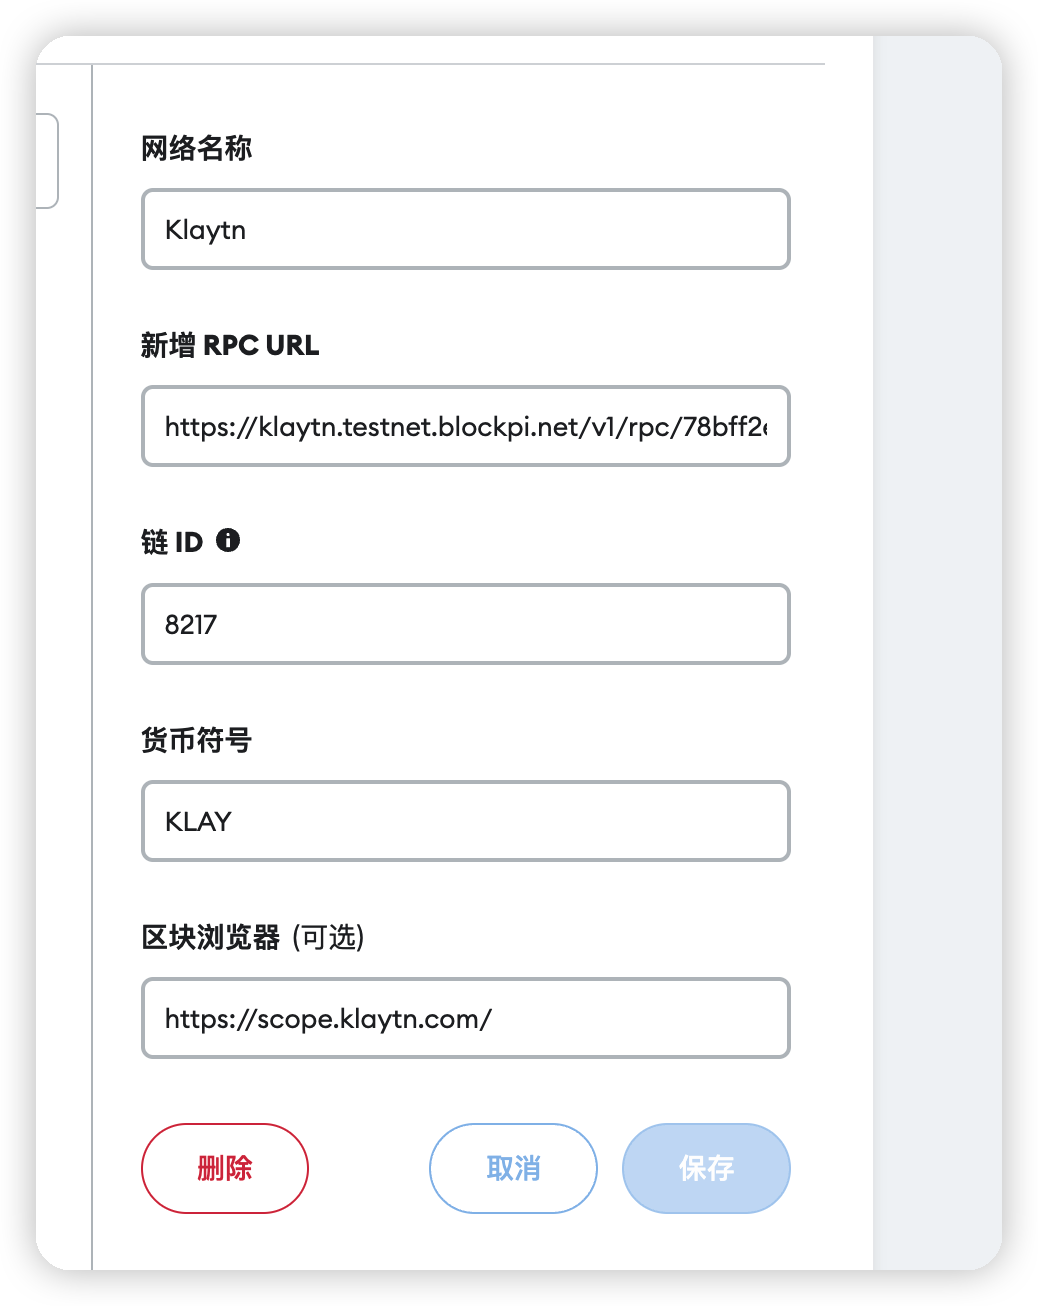 网络名称
Klaytn
新增 RPC URL
https://klaytn.testnet.blockpi.net/v1/rpc/78bff2
链 ID
8217
货币符号
KLAY
区块浏览器 (可选)
https://scope.klaytn.com/
删除 取消 保存